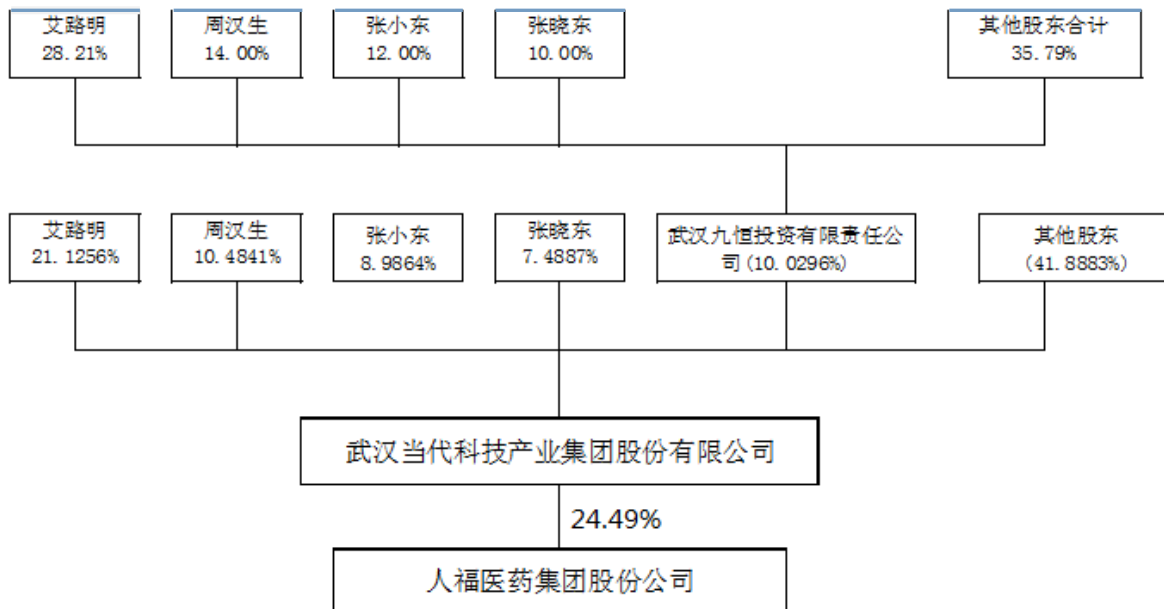 艾路明
28.21%
周汉生
14.00%
张小东
12.00%
张晓东
10.00%
其他股东合计
35.79%
艾路明
21.1256%
周汉生
10.4841%
张小东
8.9864%
张晓东
7.4887%
武汉九恒投资有限责任公
司(10.0296%)
其他股东
(41.8883%)
武汉当代科技产业集团股份有限公司
24.49%
人福医药集团股份公司